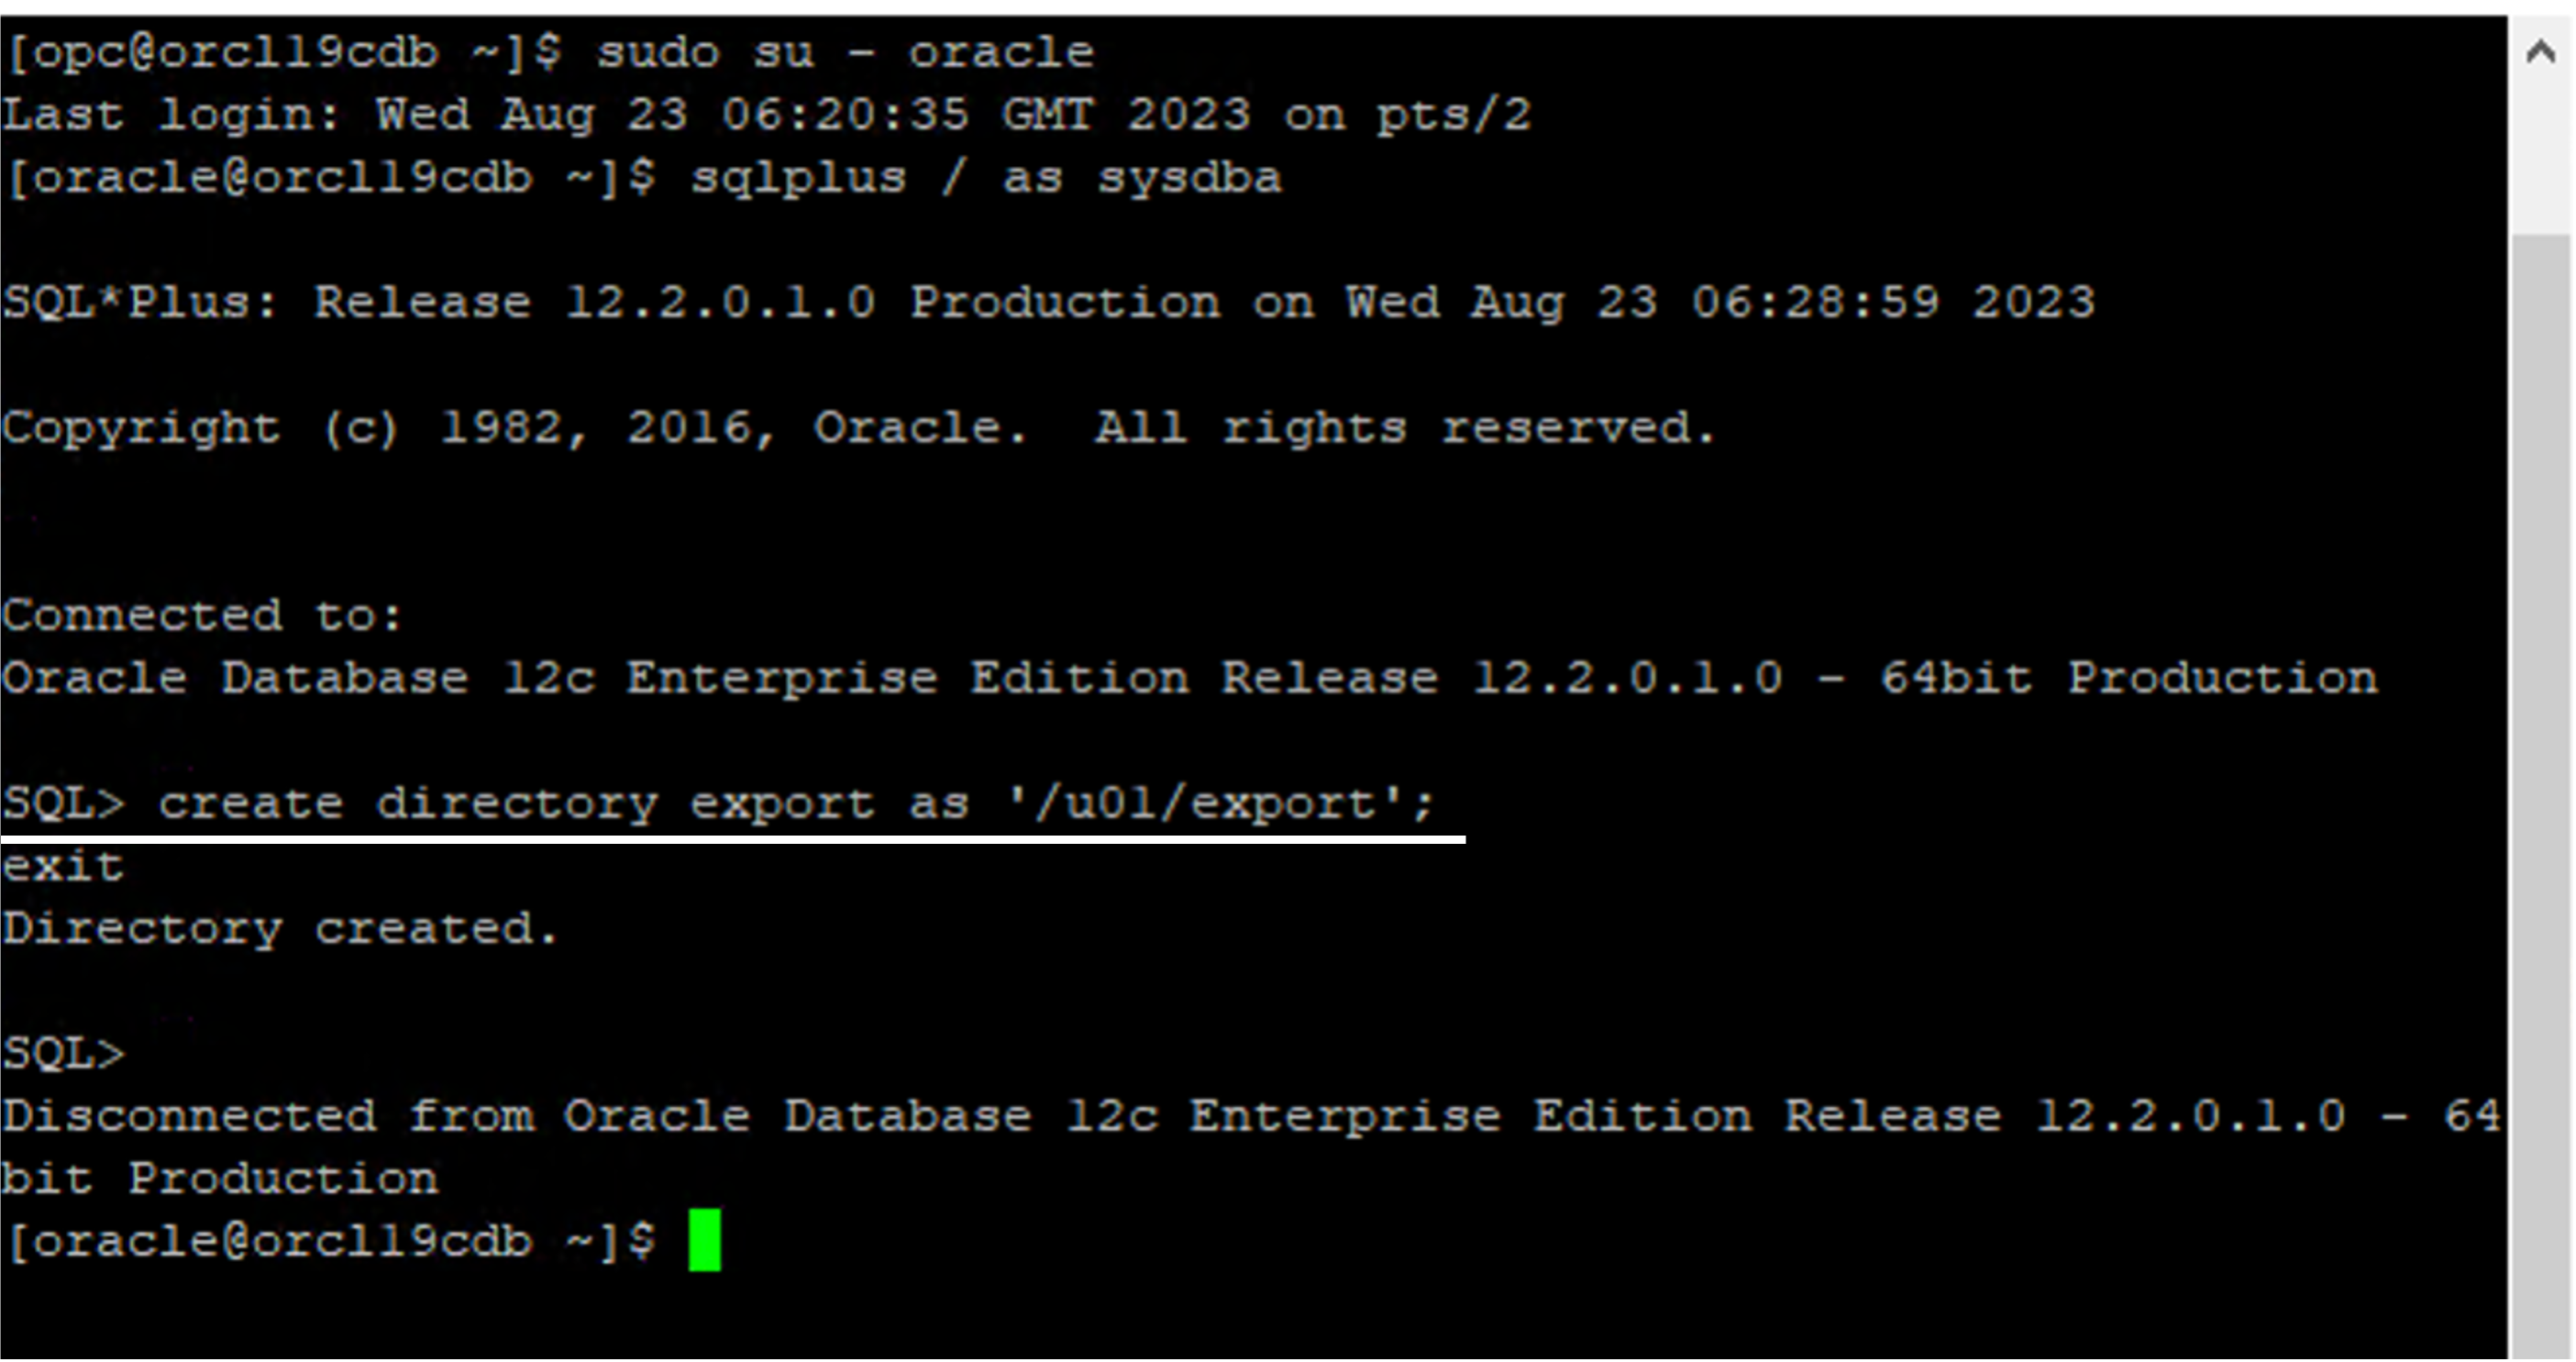 [opc@orcl19cdb ~]$ sudo su - oracle
Last login: Wed Aug 23 06:20:35 GMT 2023 on pts/2
[oracle@orcl19cdb ~]$ sqlplus / as sysdba
SQL*Plus: Release 12.2.0.1.0 Production on Wed Aug 23 06:28:59 2023
Copyright (c) 1982, 2016, Oracle.  All rights reserved.
Connected to:
Oracle Database 12c Enterprise Edition Release 12.2.0.1.0 - 64bit Production
SQL> create directory export as '/u01/export';
exit
Directory created.
SQL>
Disconnected from Oracle Database 12c Enterprise Edition Release 12.2.0.1.0 - 64
bit Production
[oracle@orcl19cdb ~]$